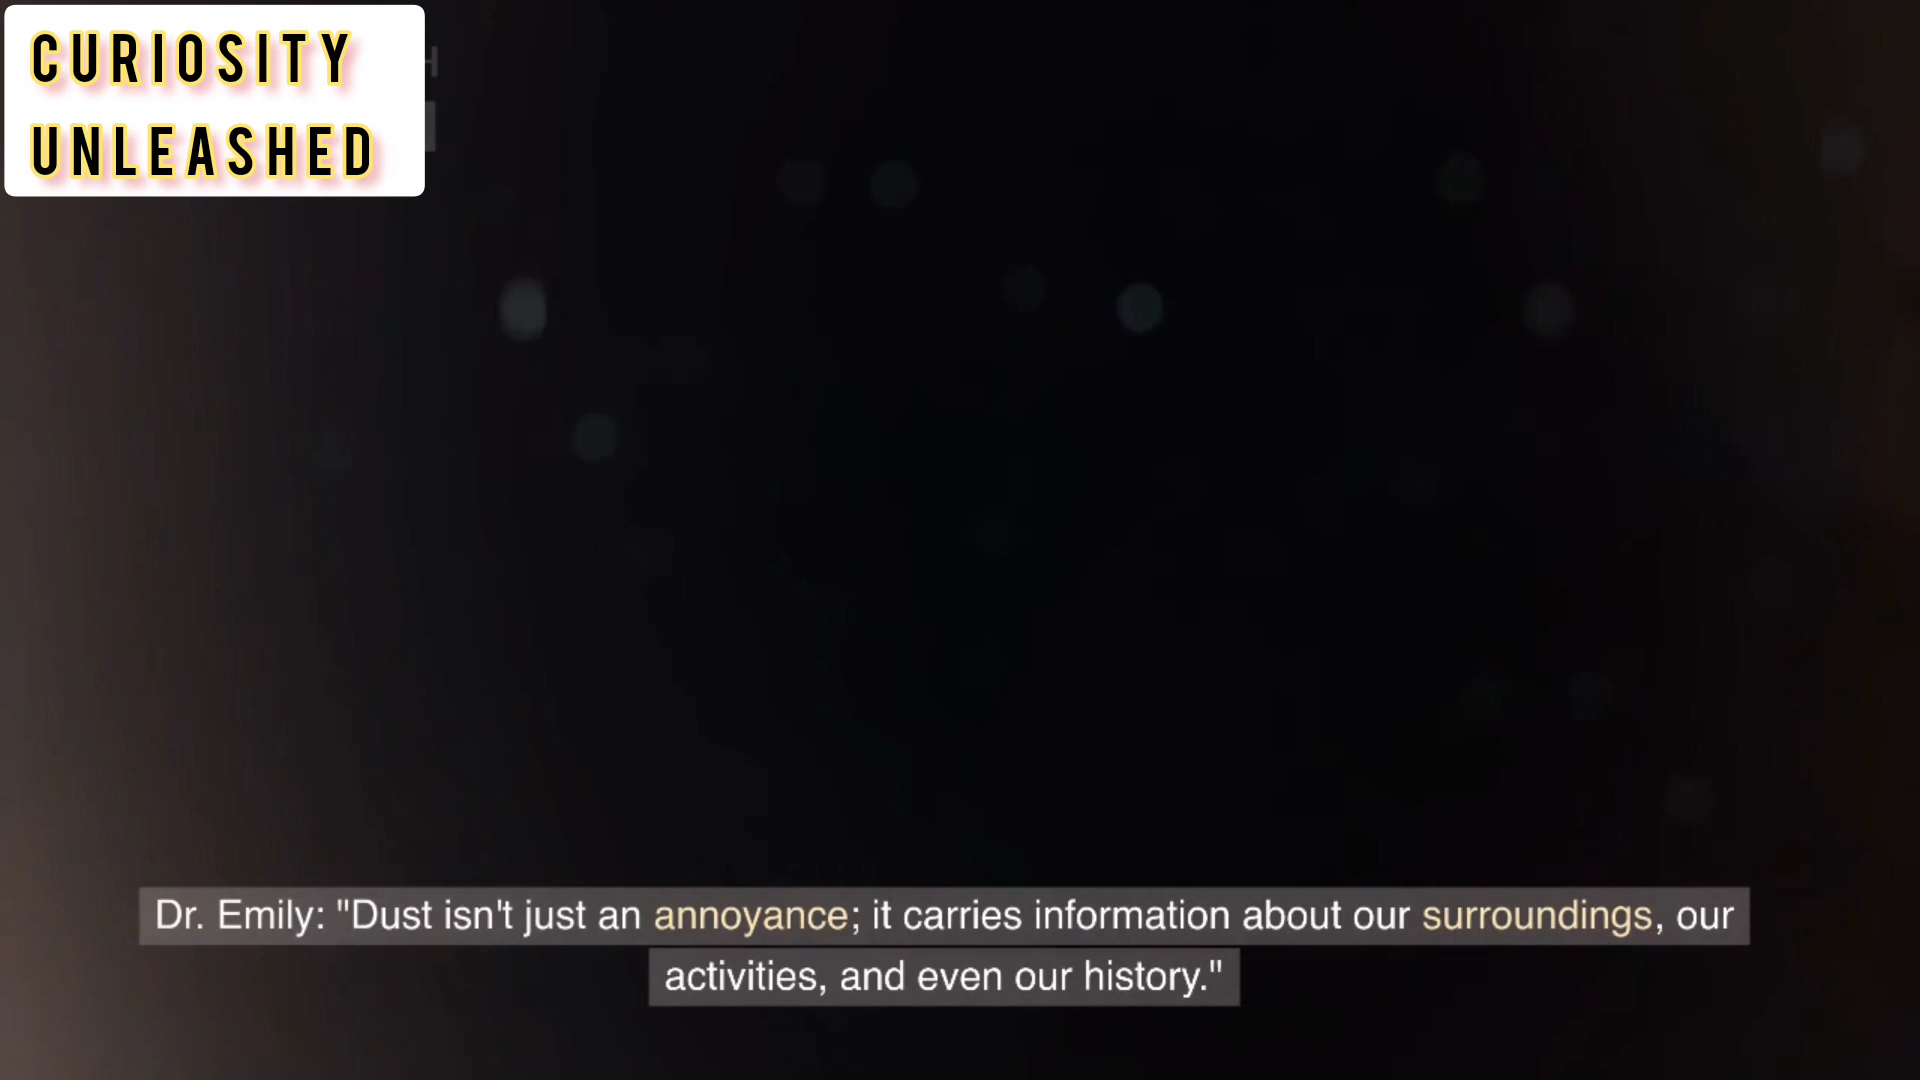 CURIOSITY
UNLEASHED
Dr. Emily: "Dust isn't just an annoyance; it carries information about our surroundings, our
activities, and even our history."